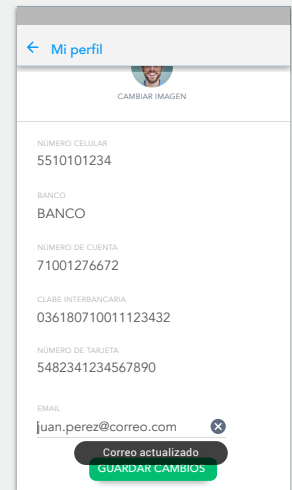 Mi perfil
CAMBIAR IMAGEN
NÚMERO CELULAR
5510101234
BANCO
BANCO
NÚMERO DE CUENTA
71001276672
CLABE INTERBANCARIA
036180710011123432
NÚMERO DE TARJETA
5482341234567890
EMAIL
juan.perez@correo.com
Correo actualizado
GUARDAR CAMBIOS